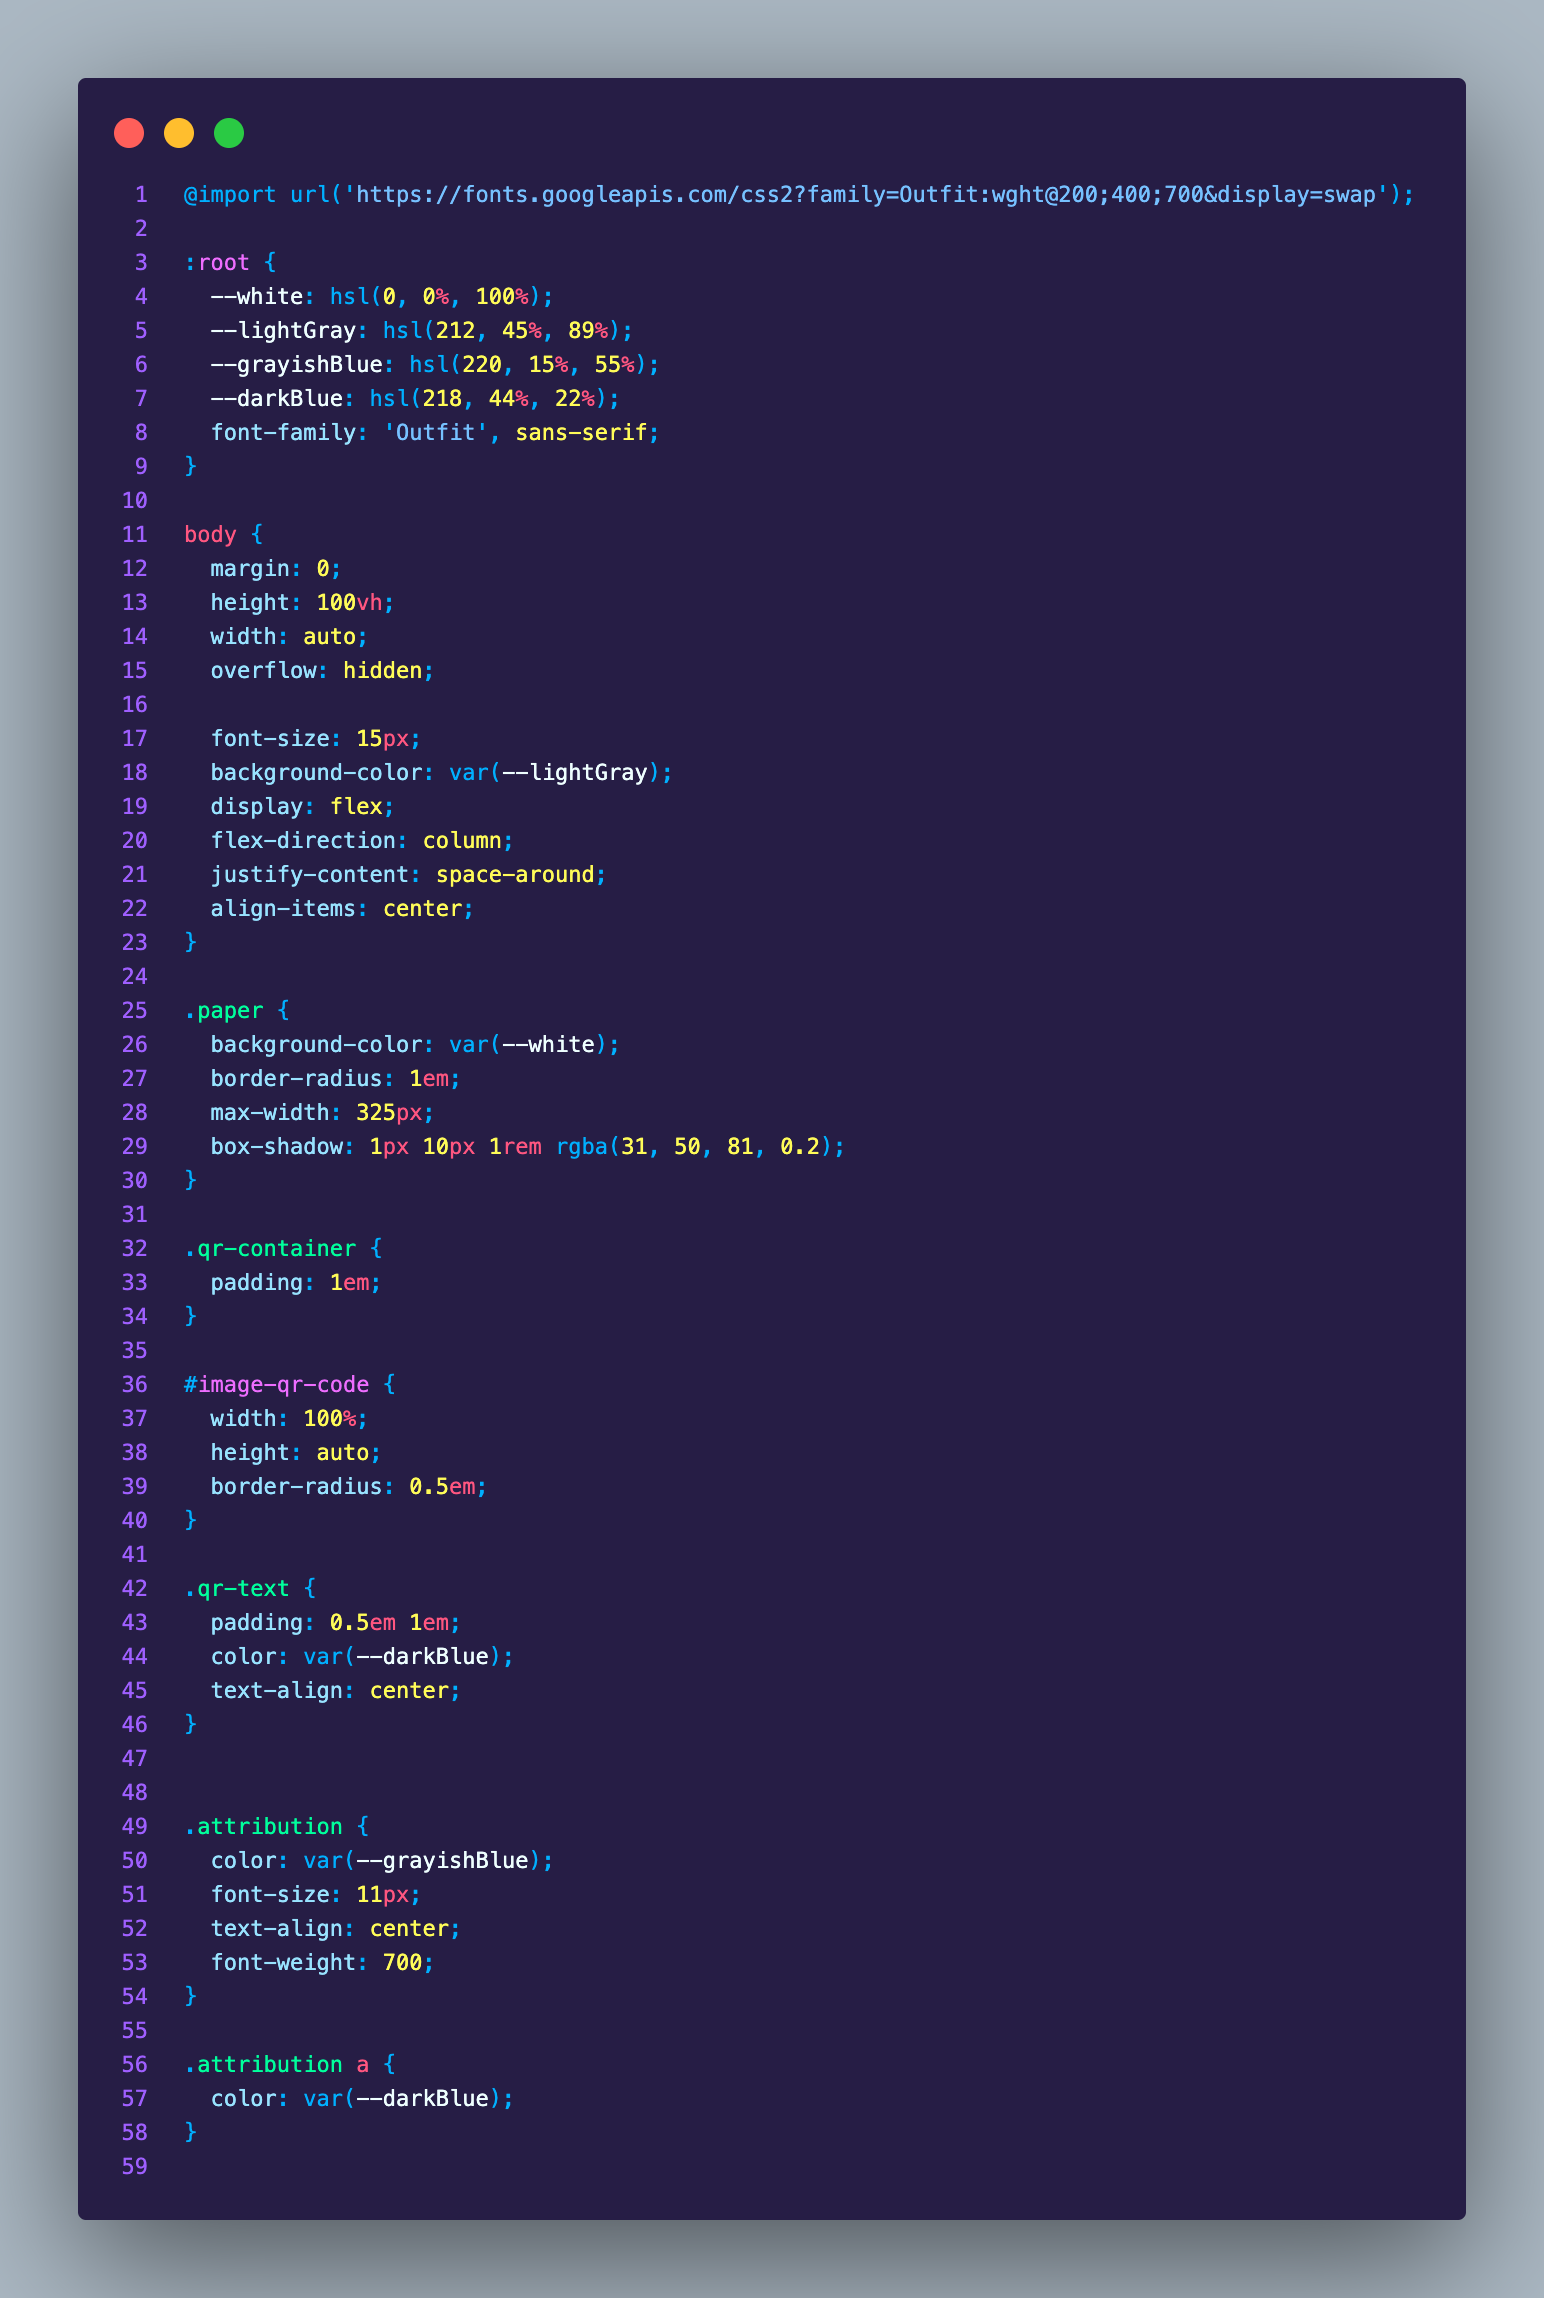 1 @import url('https://fonts.googleapis.com/css2?family=Outfit:wght@200;400;700&display=swap');
2
3 :root {
4   --white: hsl(0, 0%, 100%);
5   --lightGray: hsl(212, 45%, 89%);
6   --grayishBlue: hsl(220, 15%, 55%);
7   --darkBlue: hsl(218, 44%, 22%);
8   font-family: 'Outfit', sans-serif;
9 }
10
11 body {
12   margin: 0;
13   height: 100vh;
14   width: auto;
15   overflow: hidden;
16
17   font-size: 15px;
18   background-color: var(--lightGray);
19   display: flex;
20   flex-direction: column;
21   justify-content: space-around;
22   align-items: center;
23 }
24
25 .paper {
26   background-color: var(--white);
27   border-radius: 1em;
28   max-width: 325px;
29   box-shadow: 1px 10px 1rem rgba(31, 50, 81, 0.2);
30 }
31
32 .qr-container {
33   padding: 1em;
34 }
35
36 #image-qr-code {
37   width: 100%;
38   height: auto;
39   border-radius: 0.5em;
40 }
41
42 .qr-text {
43   padding: 0.5em 1em;
44   color: var(--darkBlue);
45   text-align: center;
46 }
47
48
49 .attribution {
50   color: var(--grayishBlue);
51   font-size: 11px;
52   text-align: center;
53   font-weight: 700;
54 }
55
56 .attribution a {
57   color: var(--darkBlue);
58 }
59